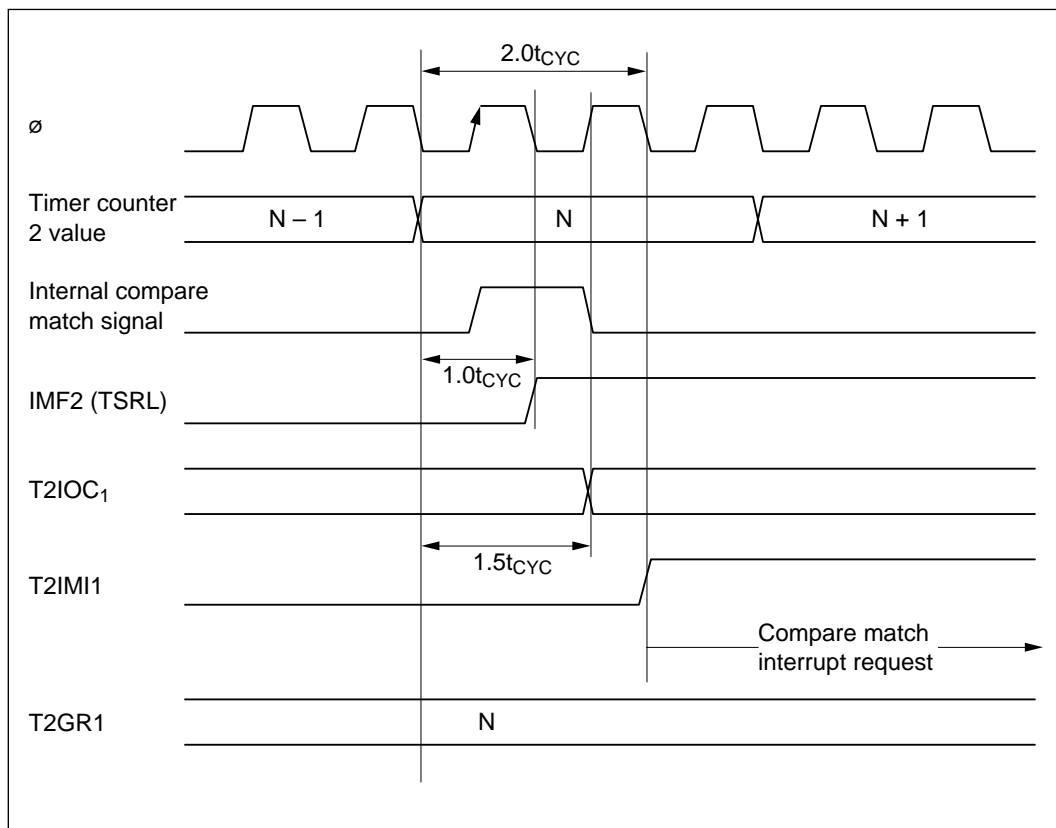 2.0tCYC
ø
Timer counter
2 value
N – 1
N
N + 1
Internal compare
match signal
1.0tCYC
IMF2 (TSRL)
T2IOC1
1.5tCYC
T2IMI1
Compare match
interrupt request
T2GR1
N